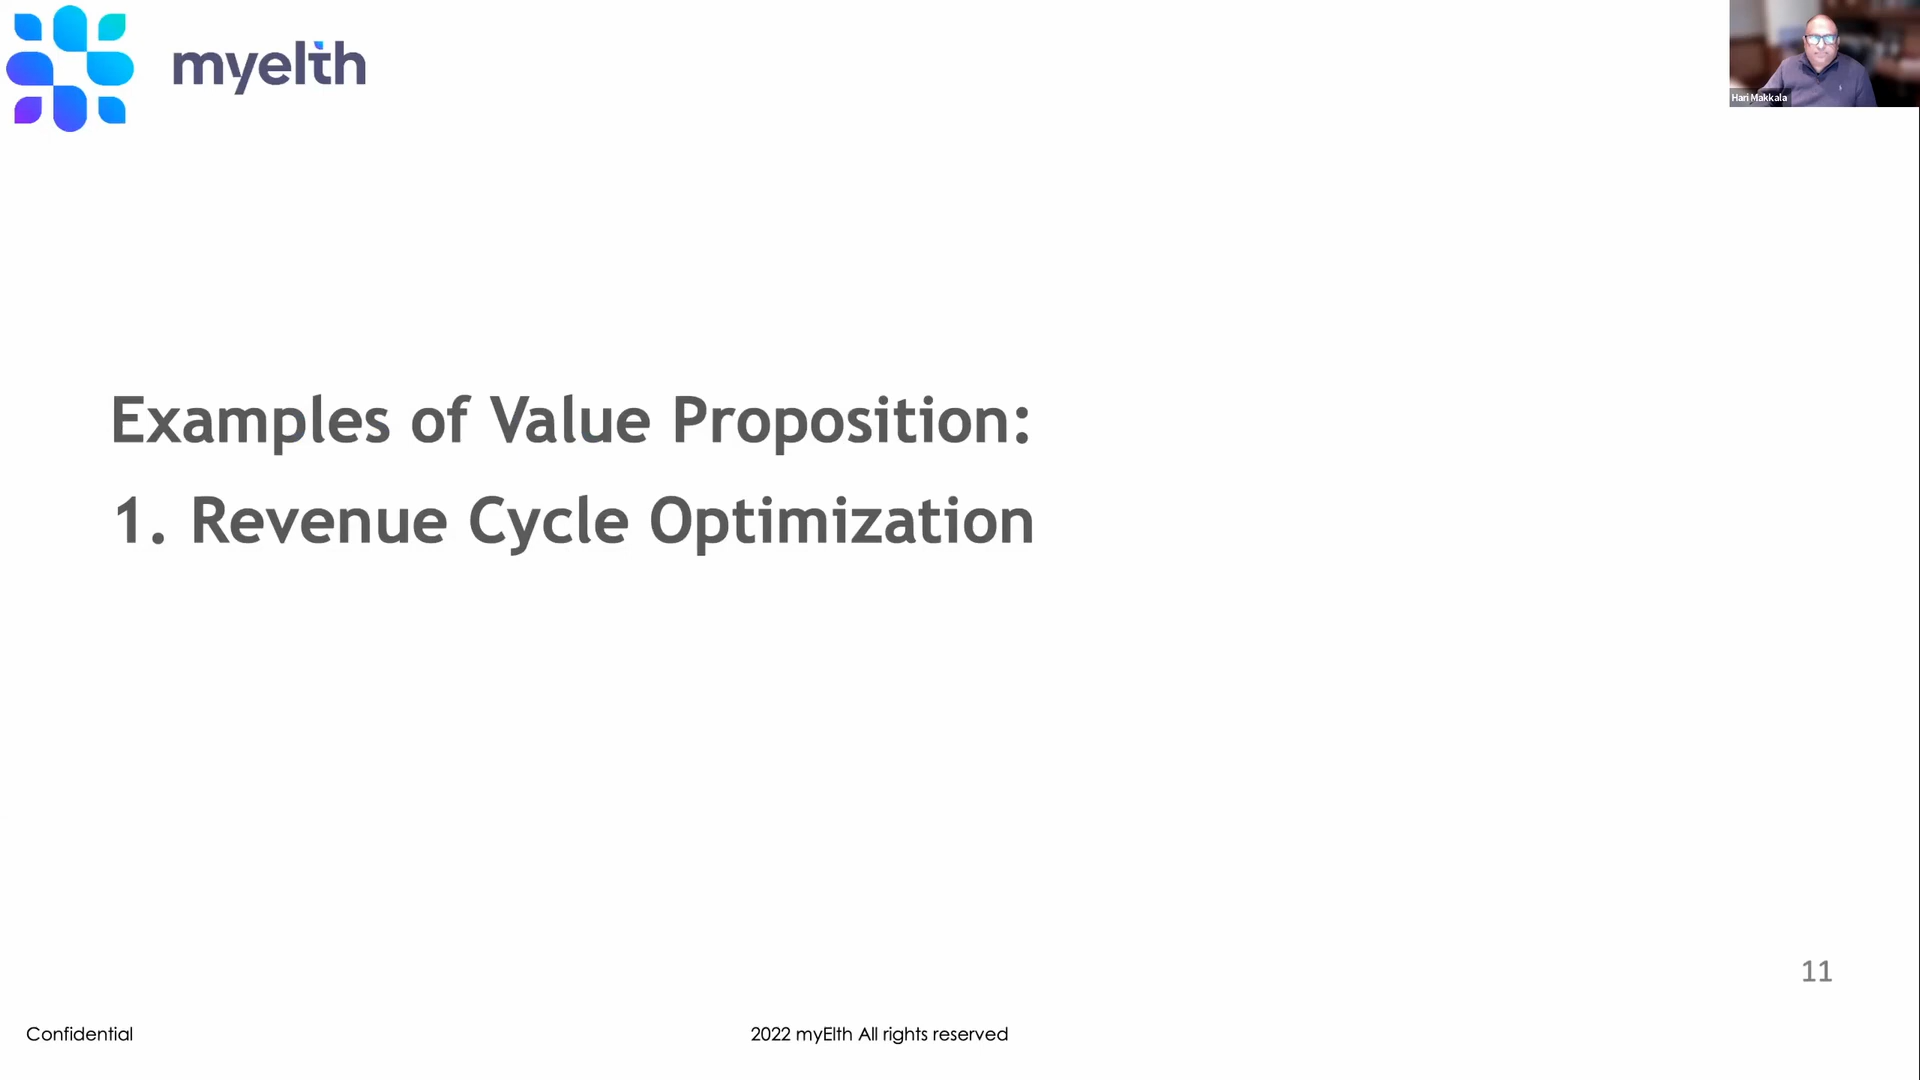 myelth
Hari Makkala
Examples of Value Proposition:
1. Revenue Cycle Optimization
11
Confidential
2022 myElth All rights reserved